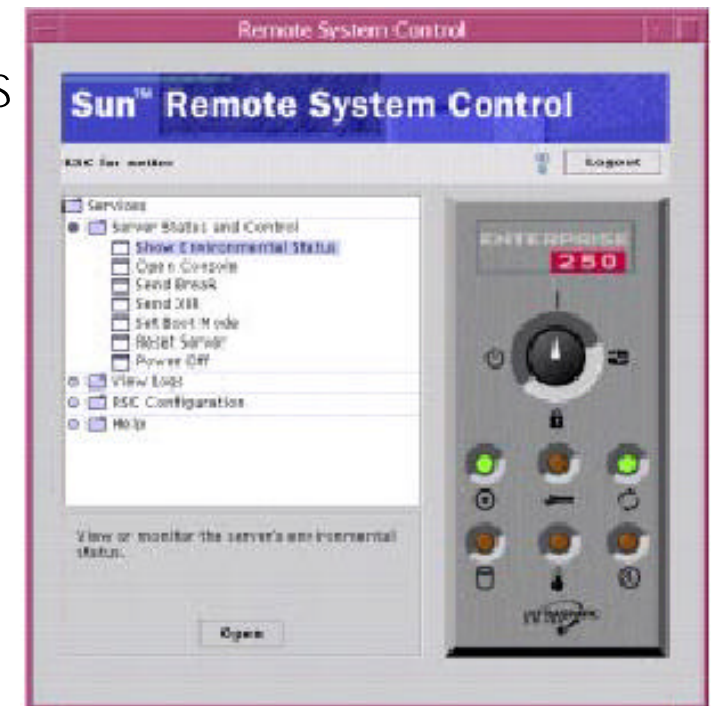 Remote System Control
S
Sun™ Remote System Control
RSC for
Logout
Services
Server Status and Control
Show Environmental Status
Open Console
Send Break
Send XIR
Set Boot Mode
Reset Server
Power Off
View Logs
RSC Configuration
Help
ENTERPRISE
250
View or monitor the server's environmental
status.
Open